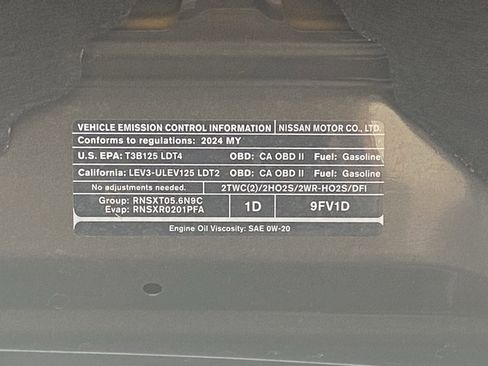 VEHICLE EMISSION CONTROL INFORMATION NISSAN MOTOR CO., LTD.
Conforms to regulations: 2024 MY
U.S. EPA: T3B125 LDT4 OBD: CA OBD II Fuel: Gasoline
California: LEV3-ULEV125 LDT2 OBD: CA OBD II Fuel: Gasoline
No adjustments needed. 2TWC(2)/2HO2S/2WR-HO2S/DFI
Group: RNSXT05.6N9C
Evap: RNSXR0201PFA 1D 9FV1D
Engine Oil Viscosity: SAE 0W-20